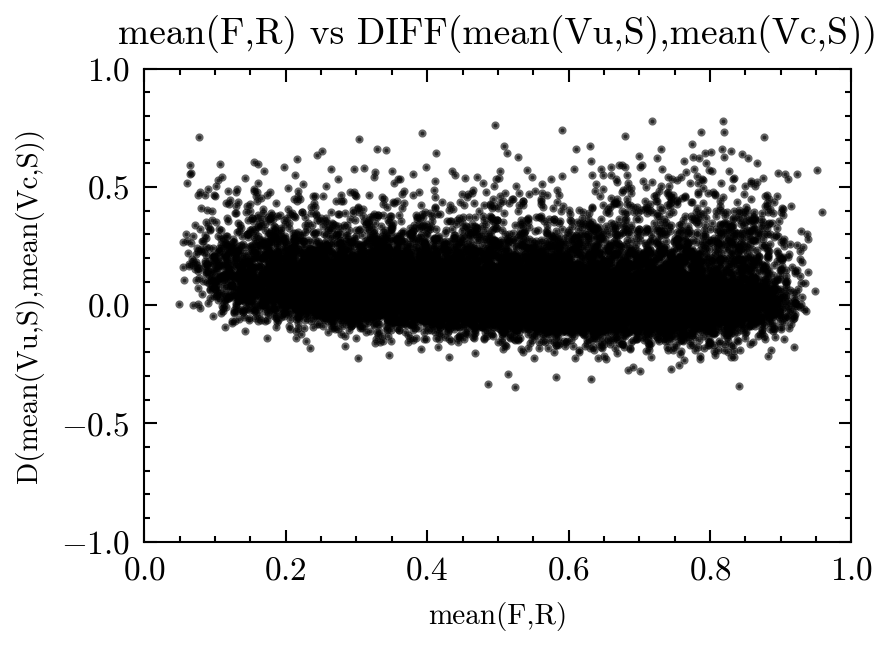 mean(F,R) vs DIFF(mean(Vu,S),mean(Vc,S))
1.0
0.5
0.0
−0.5
−1.0
D(mean(Vu,S),mean(Vc,S))
0.0 0.2 0.4 0.6 0.8 1.0
mean(F,R)